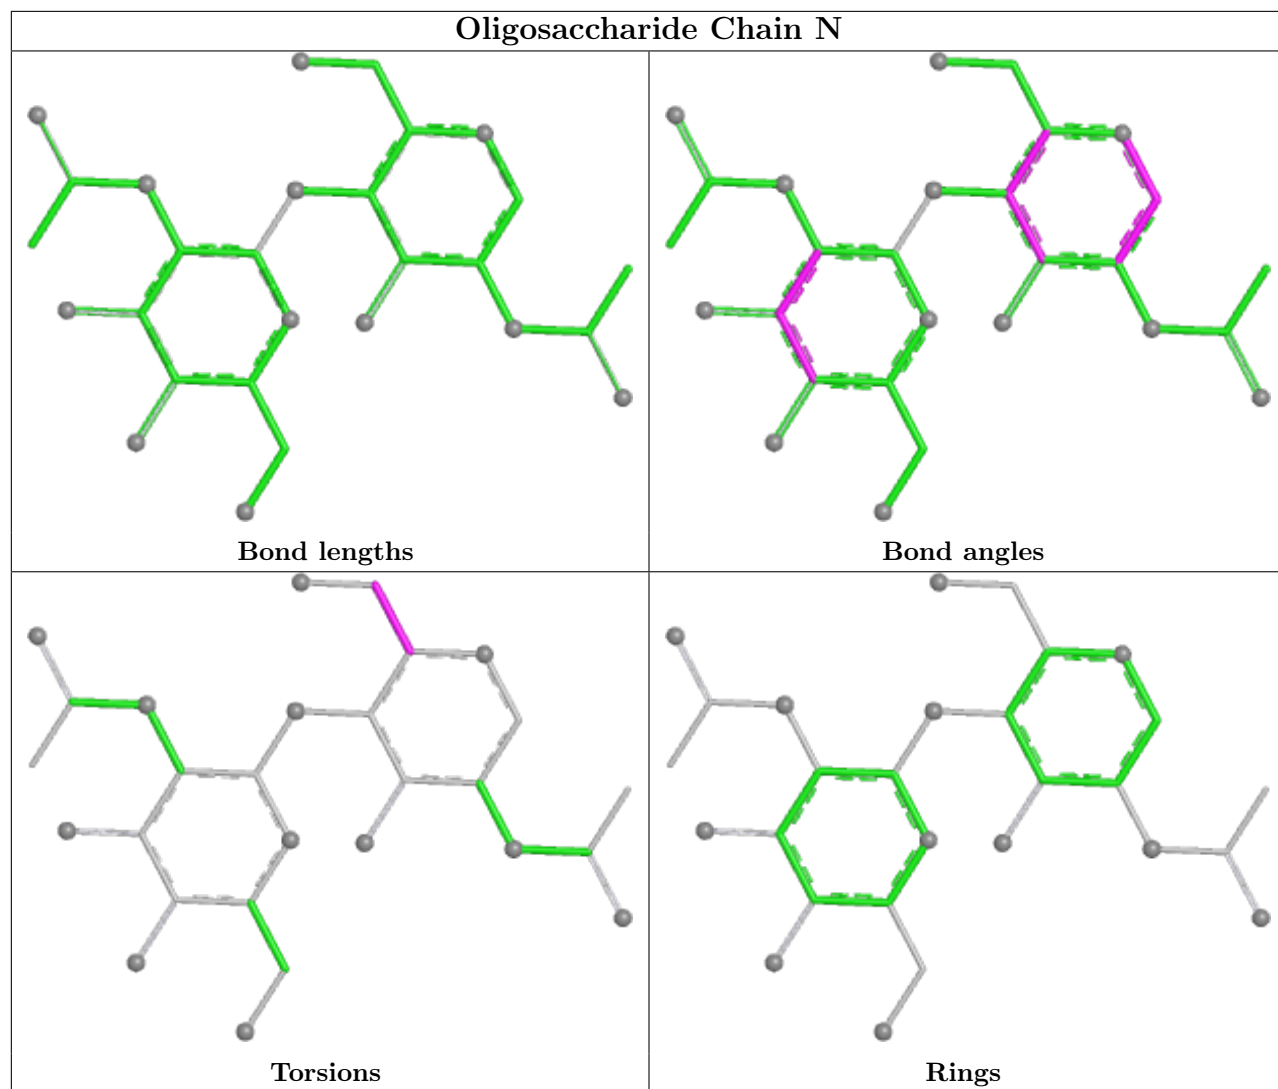 Oligosaccharide Chain N
Bond lengths
Bond angles
Torsions
Rings